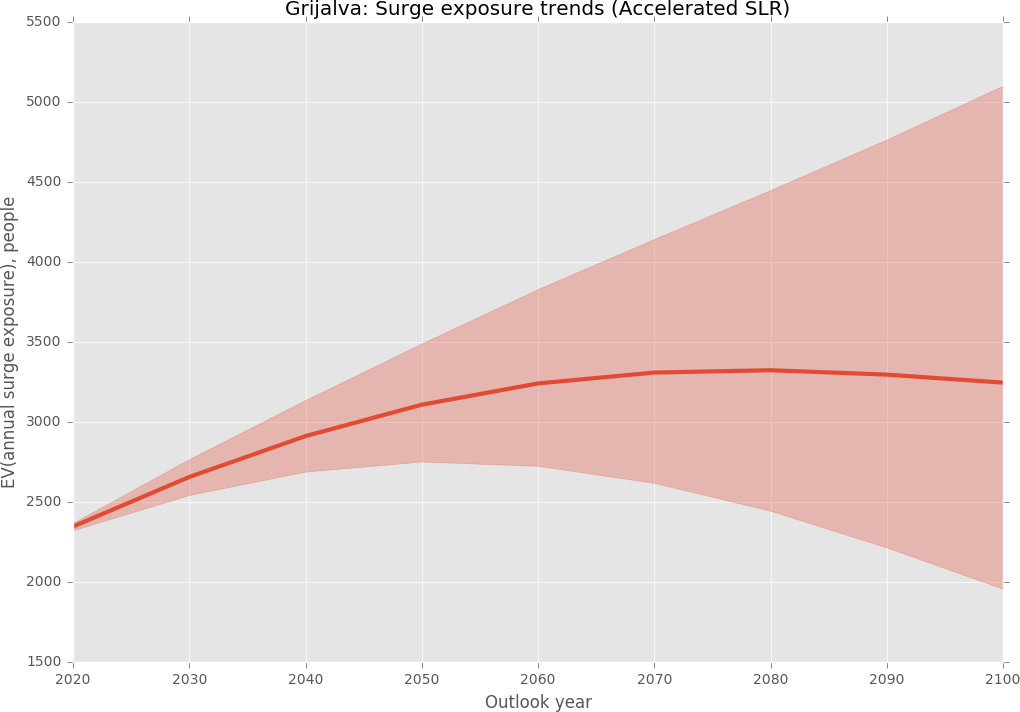 Grijalva: Surge exposure trends (Accelerated SLR)
EV(annual surge exposure), people
5500
5000
4500
4000
3500
3000
2500
2000
1500
2020 2030 2040 2050 2060 2070 2080 2090 2100
Outlook year